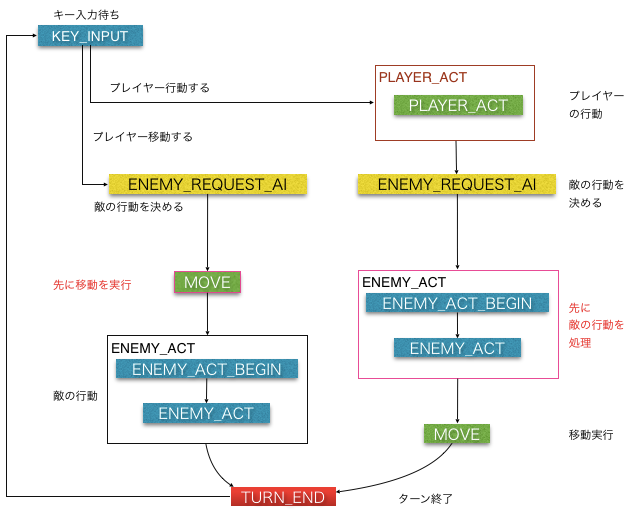 キー入力待ち
KEY_INPUT
プレイヤー行動する
PLAYER_ACT
PLAYER_ACT
プレイヤー
の行動
プレイヤー移動する
ENEMY_REQUEST_AI
敵の行動を決める
ENEMY_REQUEST_AI
敵の行動を
決める
先に移動を実行
MOVE
ENEMY_ACT
ENEMY_ACT_BEGIN
ENEMY_ACT
先に
敵の行動を
処理
ENEMY_ACT
ENEMY_ACT_BEGIN
ENEMY_ACT
敵の行動
MOVE
移動実行
TURN_END
ターン終了